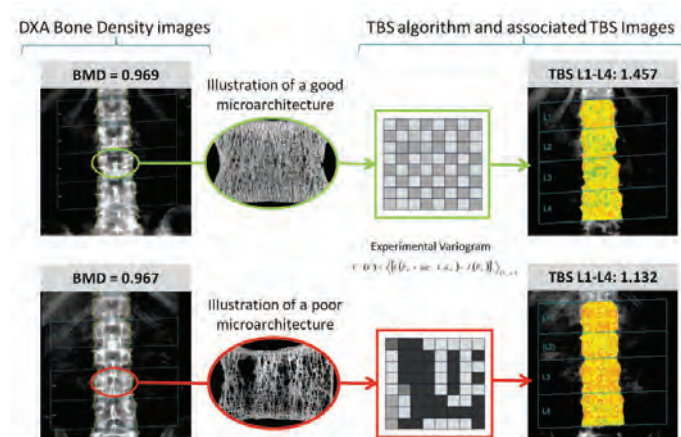 DXA Bone Density images
TBS algorithm and associated TBS Images
BMD = 0.969
Illustration of a good
microarchitecture
TBS L1-L4: 1.457
L1
L2
L3
L4
Experimental Variogram
BMD = 0.967
Illustration of a poor
microarchitecture
TBS L1-L4: 1.132
L1
L2
L3
L4